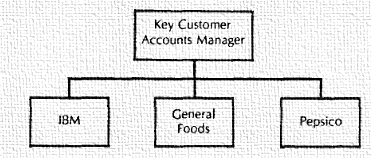 Key Customer
Accounts Manager
IBM
General
Foods
Pepsico